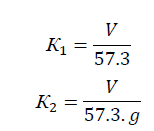 K₁ = V / 57.3
K₂ = V / 57.3. g